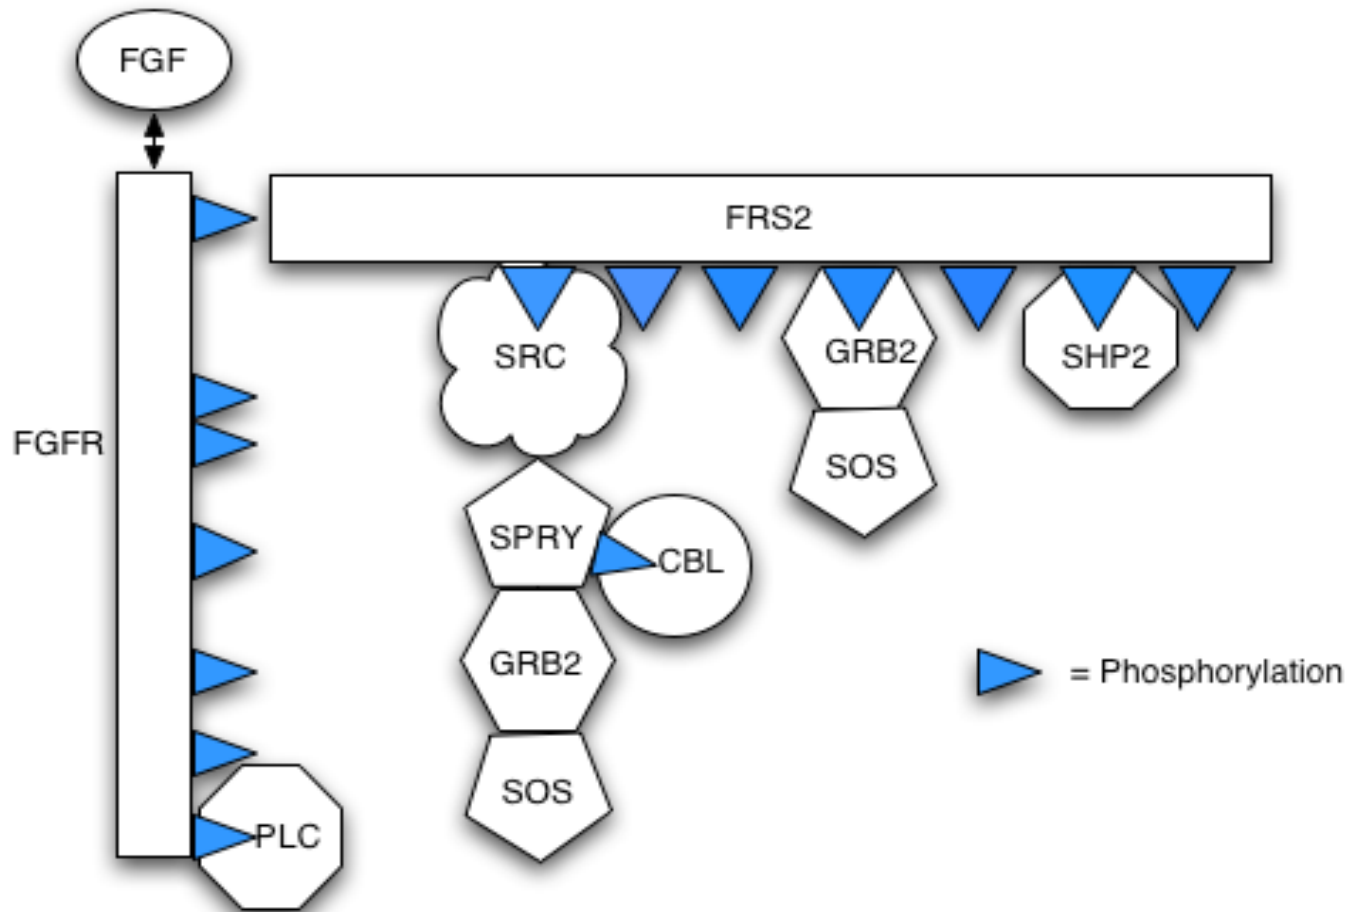 FGF
FRS2
SRC
GRB2
SHP2
FGFR
SOS
SPRY
CBL
GRB2
= Phosphorylation
SOS
PLC